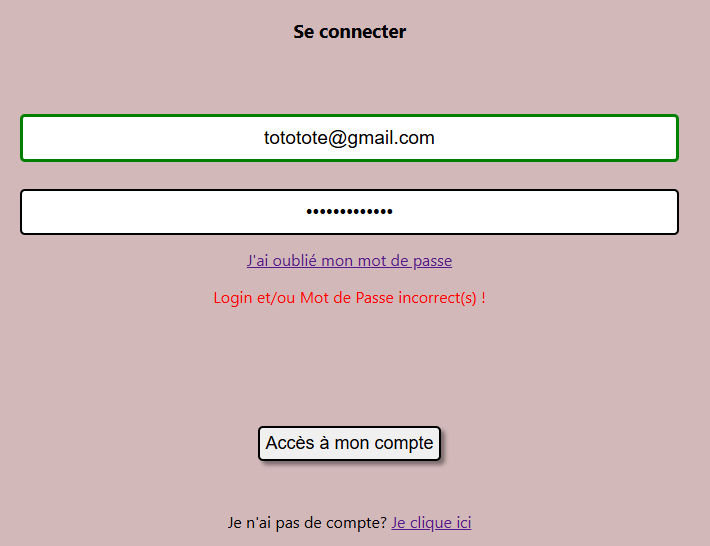 Se connecter
tototote@gmail.com
•••••••••••••
J'ai oublié mon mot de passe
Login et/ou Mot de Passe incorrect(s) !
Accès à mon compte
Je n'ai pas de compte? Je clique ici